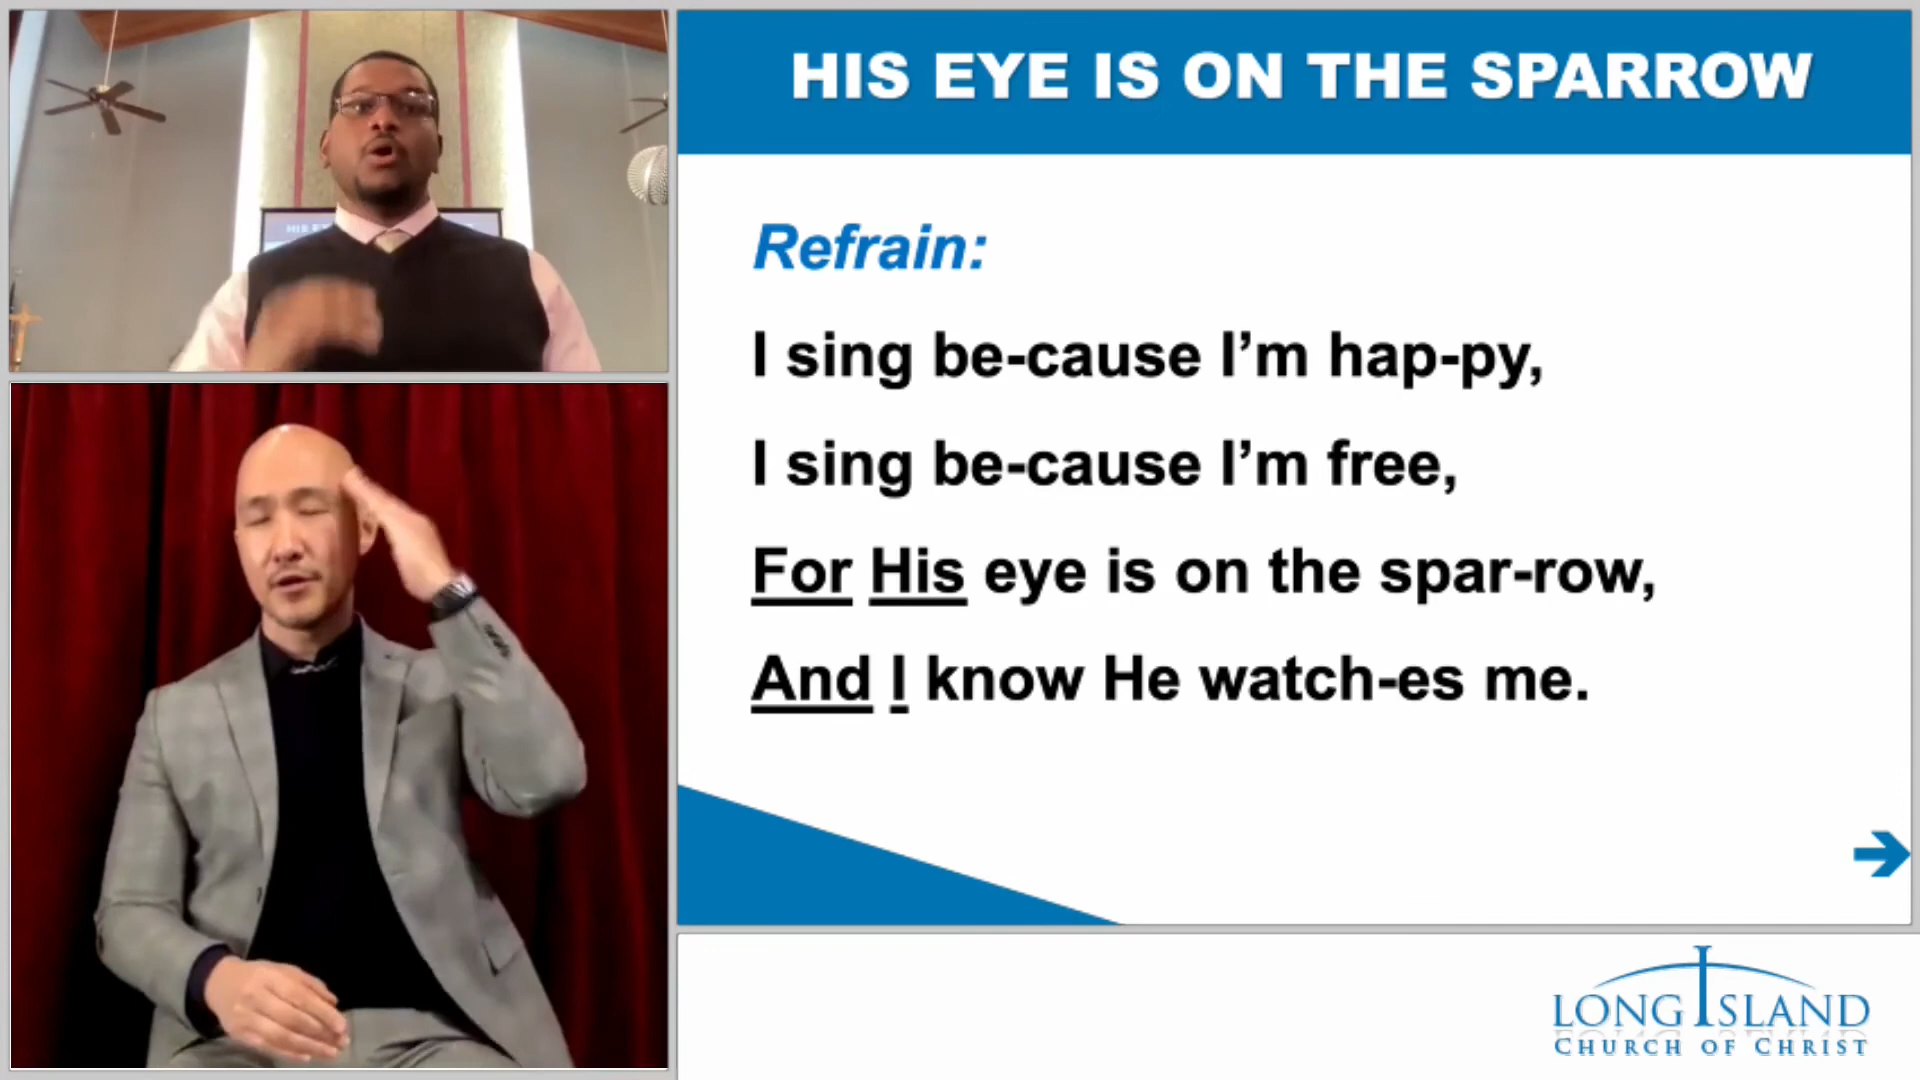 HIS EYE IS ON THE SPARROW
Refrain:
I sing be-cause I’m hap-py,
I sing be-cause I’m free,
For His eye is on the spar-row,
And I know He watch-es me.
LONG ISLAND
CHURCH OF CHRIST